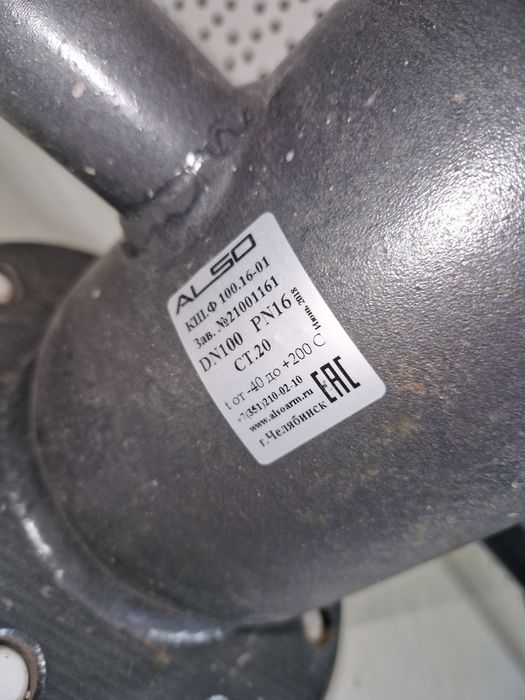 ALSO
КШ.Ф 100.16-01
Зав. №21001161
DN100 PN16
Июнь 2018
СТ.20
t от -40 до +200 С
+7(351)210-02-10
www.alsoarm.ru
г.Челябинск
EAC